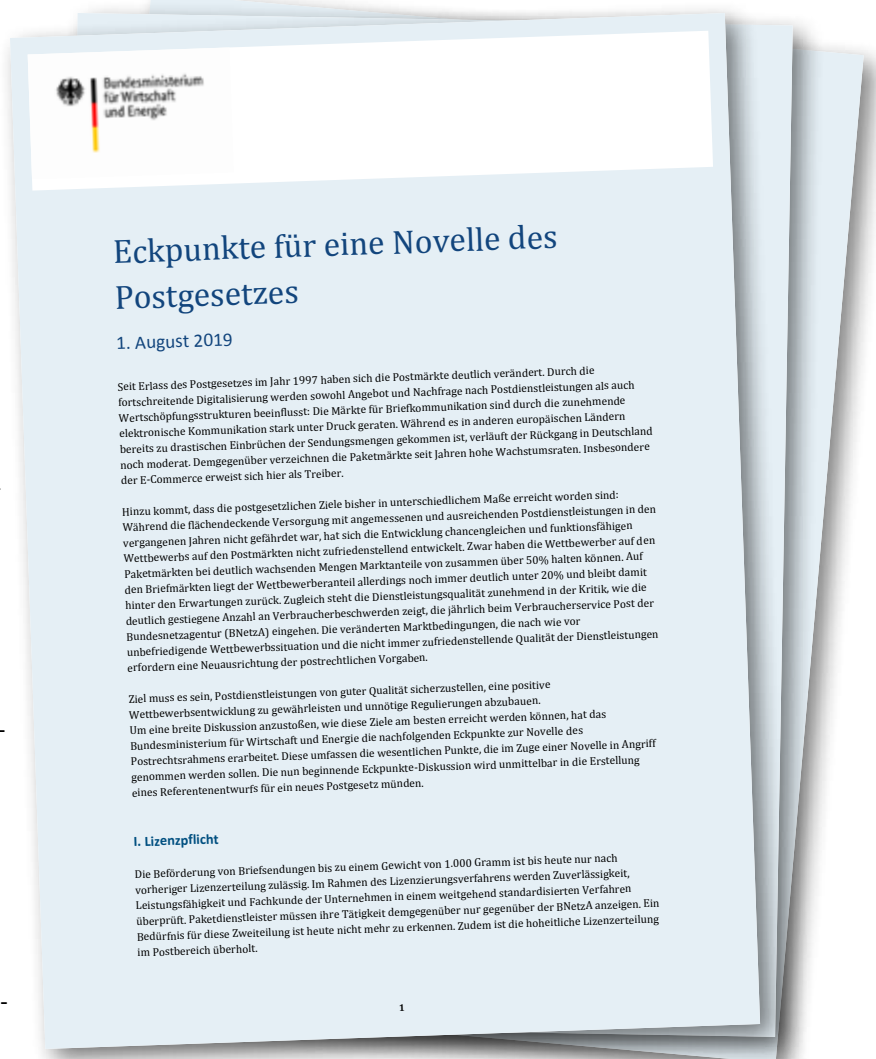 Bundesministerium
für Wirtschaft
und Energie
Eckpunkte für eine Novelle des
Postgesetzes
1. August 2019
Seit Erlass des Postgesetzes im Jahr 1997 haben sich die Postmärkte deutlich verändert. Durch die
fortschreitende Digitalisierung werden sowohl Angebot und Nachfrage nach Postdienstleistungen als auch
Wertschöpfungsstrukturen beeinflusst: Die Märkte für Briefkommunikation sind durch die zunehmende
elektronische Kommunikation stark unter Druck geraten. Während es in anderen europäischen Ländern
bereits zu drastischen Einbrüchen der Sendungsmengen gekommen ist, verläuft der Rückgang in Deutschland
noch moderat. Demgegenüber verzeichnen die Paketmärkte seit Jahren hohe Wachstumsraten. Insbesondere
der E-Commerce erweist sich hier als Treiber.
Hinzu kommt, dass die postgesetzlichen Ziele bisher in unterschiedlichem Maße erreicht worden sind:
Während die flächendeckende Versorgung mit angemessenen und ausreichenden Postdienstleistungen in den
vergangenen Jahren nicht gefährdet war, hat sich die Entwicklung chancengleichen und funktionsfähigen
Wettbewerbs auf den Postmärkten nicht zufriedenstellend entwickelt. Zwar haben die Wettbewerber auf den
Paketmärkten bei deutlich wachsenden Mengen Marktanteile von zusammen über 50% halten können. Auf
den Briefmärkten liegt der Wettbewerberanteil allerdings noch immer deutlich unter 20% und bleibt damit
hinter den Erwartungen zurück. Zugleich steht die Dienstleistungsqualität zunehmend in der Kritik, wie die
deutlich gestiegene Anzahl an Verbraucherbeschwerden zeigt, die jährlich beim Verbraucherservice Post der
Bundesnetzagentur (BNetzA) eingehen. Die veränderten Marktbedingungen, die nach wie vor
unbefriedigende Wettbewerbssituation und die nicht immer zufriedenstellende Qualität der Dienstleistungen
erfordern eine Neuausrichtung der postrechtlichen Vorgaben.
Ziel muss es sein, Postdienstleistungen von guter Qualität sicherzustellen, eine positive
Wettbewerbsentwicklung zu gewährleisten und unnötige Regulierungen abzubauen.
Um eine breite Diskussion anzustoßen, wie diese Ziele am besten erreicht werden können, hat das
Bundesministerium für Wirtschaft und Energie die nachfolgenden Eckpunkte zur Novelle des
Postrechtsrahmens erarbeitet. Diese umfassen die wesentlichen Punkte, die im Zuge einer Novelle in Angriff
genommen werden sollen. Die nun beginnende Eckpunkte-Diskussion wird unmittelbar in die Erstellung
eines Referentenentwurfs für ein neues Postgesetz münden.
I. Lizenzpflicht
Die Beförderung von Briefsendungen bis zu einem Gewicht von 1.000 Gramm ist bis heute nur nach
vorheriger Lizenzerteilung zulässig. Im Rahmen des Lizenzierungsverfahrens werden Zuverlässigkeit,
Leistungsfähigkeit und Fachkunde der Unternehmen in einem weitgehend standardisierten Verfahren
überprüft. Paketdienstleister müssen ihre Tätigkeit demgegenüber nur gegenüber der BNetzA anzeigen. Ein
Bedürfnis für diese Zweiteilung ist heute nicht mehr zu erkennen. Zudem ist die hoheitliche Lizenzerteilung
im Postbereich überholt.
1